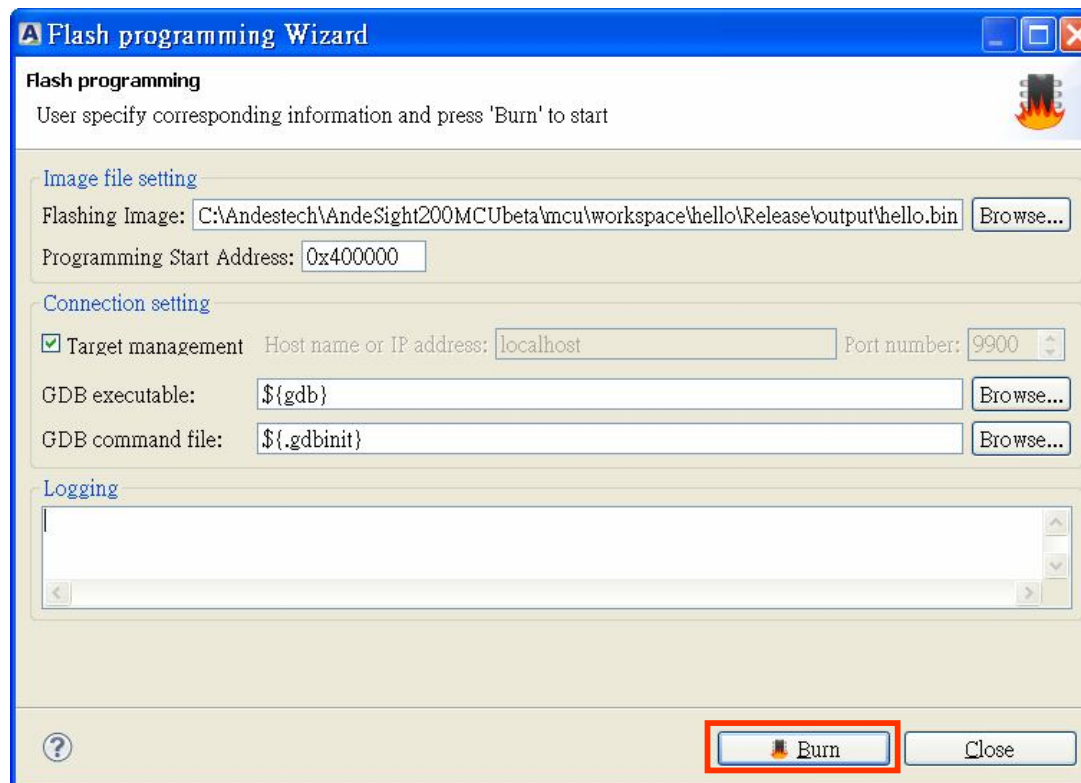 Flash programming Wizard
Flash programming
User specify corresponding information and press 'Burn' to start
Image file setting
Flashing Image: C:\Andestech\AndeSight200MCUbeta\mcu\workspace\hello\Release\output\hello.bin Browse...
Programming Start Address: 0x400000
Connection setting
Target management Host name or IP address: localhost Port number: 9900
GDB executable: ${gdb} Browse...
GDB command file: ${.gdbinit} Browse...
Logging
? Burn Close